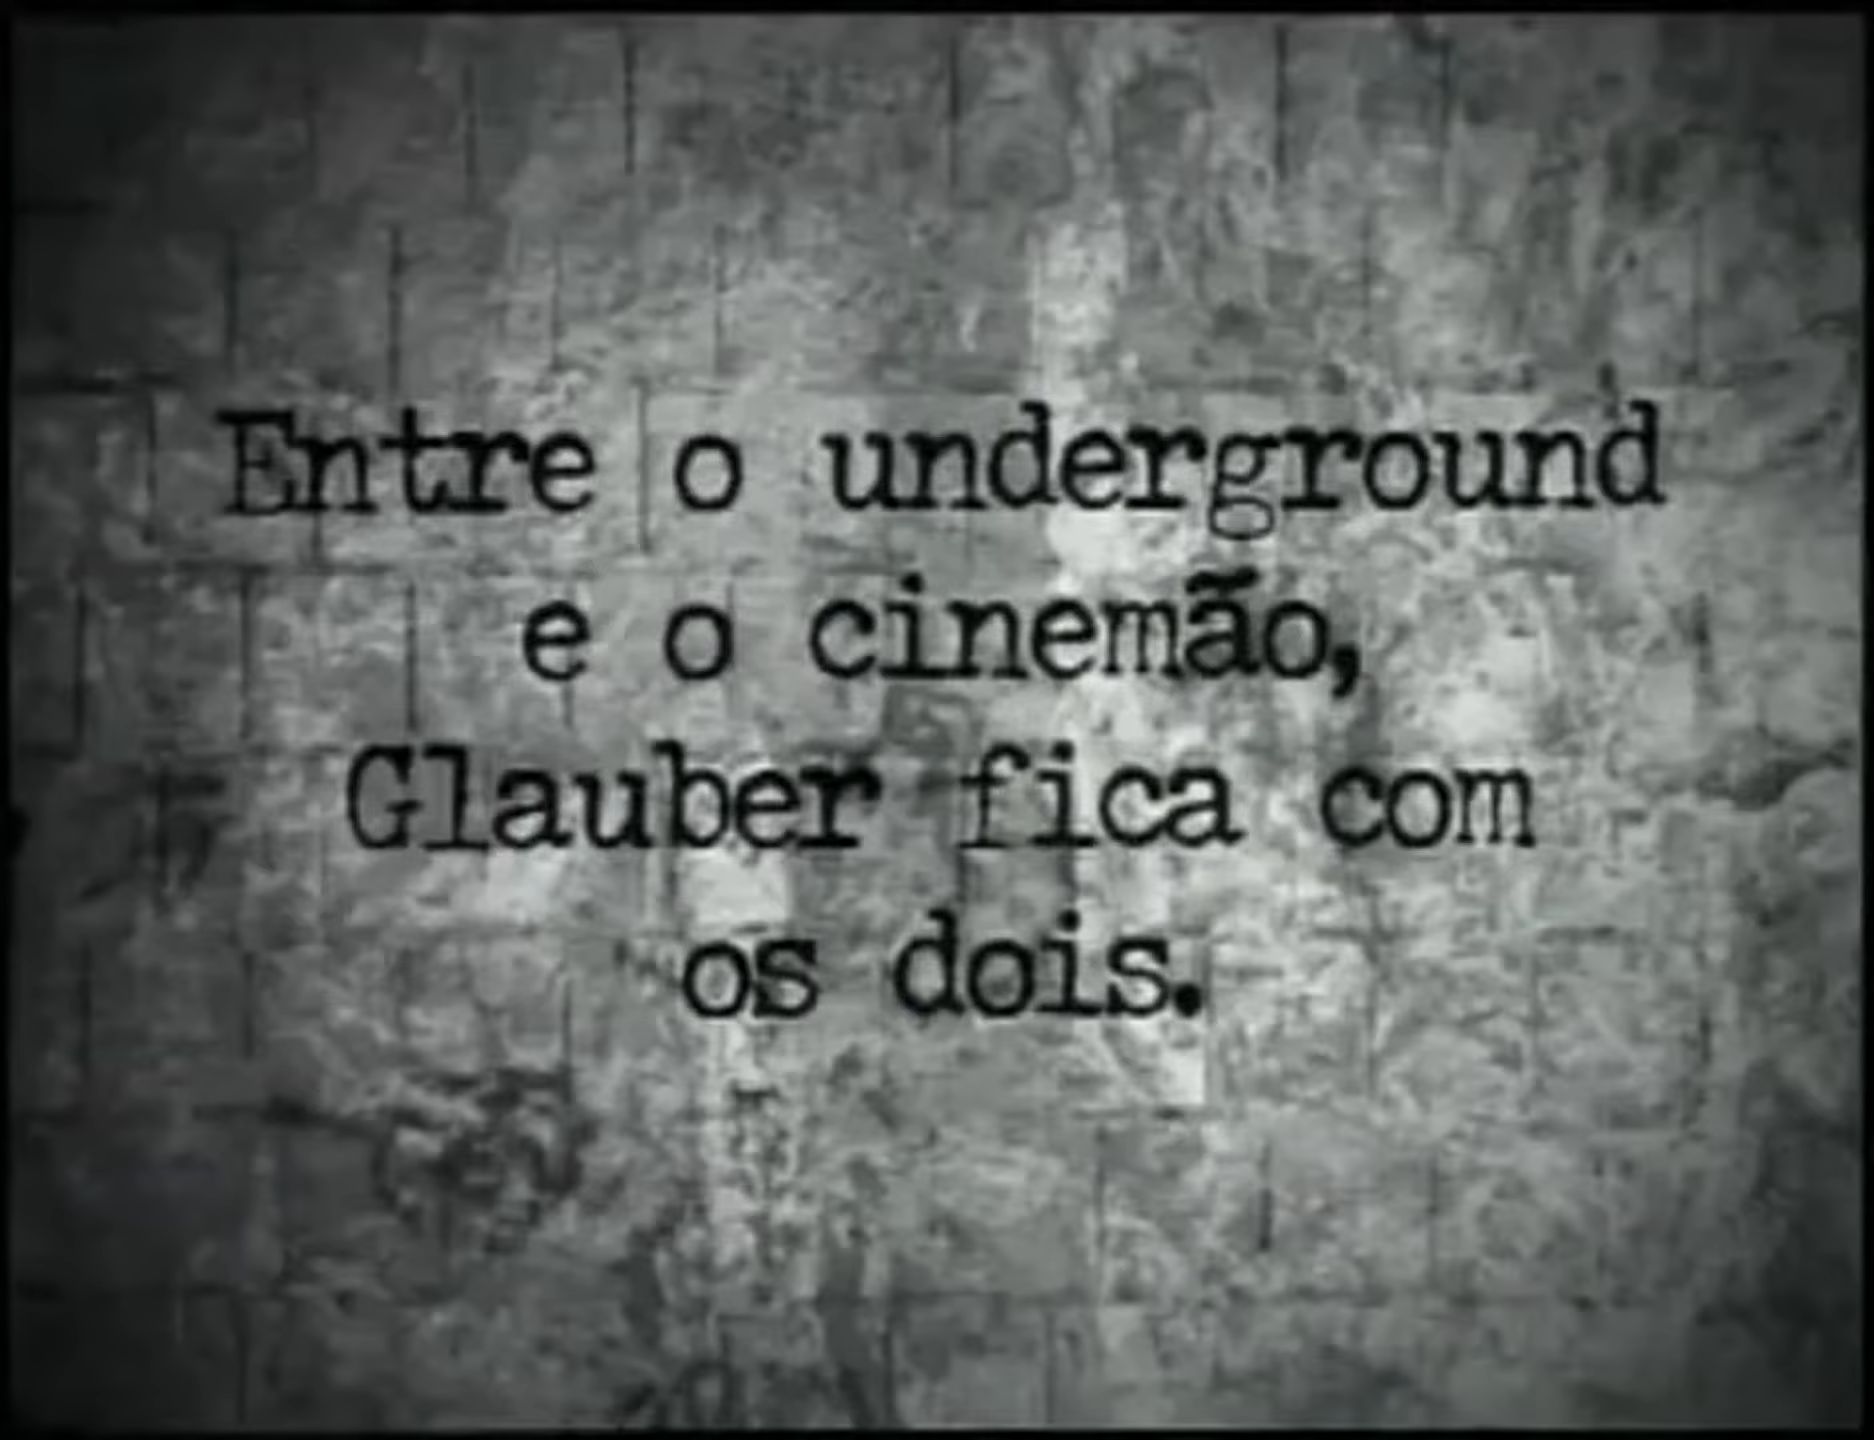 Entre o underground
e o cinemão,
Glauber fica com
os dois.